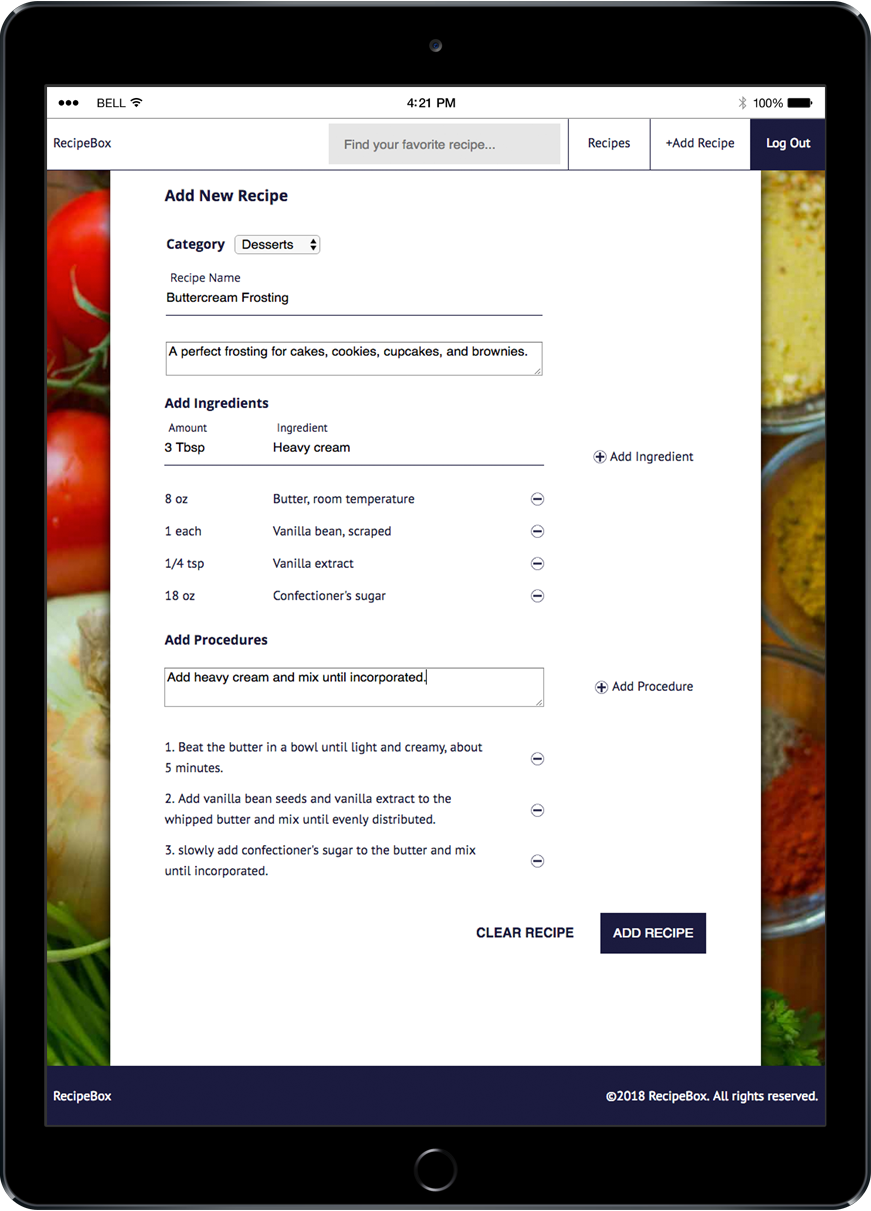 ●●● BELL 4:21 PM 100%
RecipeBox Find your favorite recipe... Recipes +Add Recipe Log Out
Add New Recipe
Category Desserts
Recipe Name
Buttercream Frosting
A perfect frosting for cakes, cookies, cupcakes, and brownies.
Add Ingredients
Amount Ingredient
3 Tbsp Heavy cream
Add Ingredient
8 oz Butter, room temperature
1 each Vanilla bean, scraped
1/4 tsp Vanilla extract
18 oz Confectioner's sugar
Add Procedures
Add heavy cream and mix until incorporated.
Add Procedure
1. Beat the butter in a bowl until light and creamy, about
5 minutes.
2. Add vanilla bean seeds and vanilla extract to the
whipped butter and mix until evenly distributed.
3. slowly add confectioner's sugar to the butter and mix
until incorporated.
CLEAR RECIPE ADD RECIPE
RecipeBox ©2018 RecipeBox. All rights reserved.